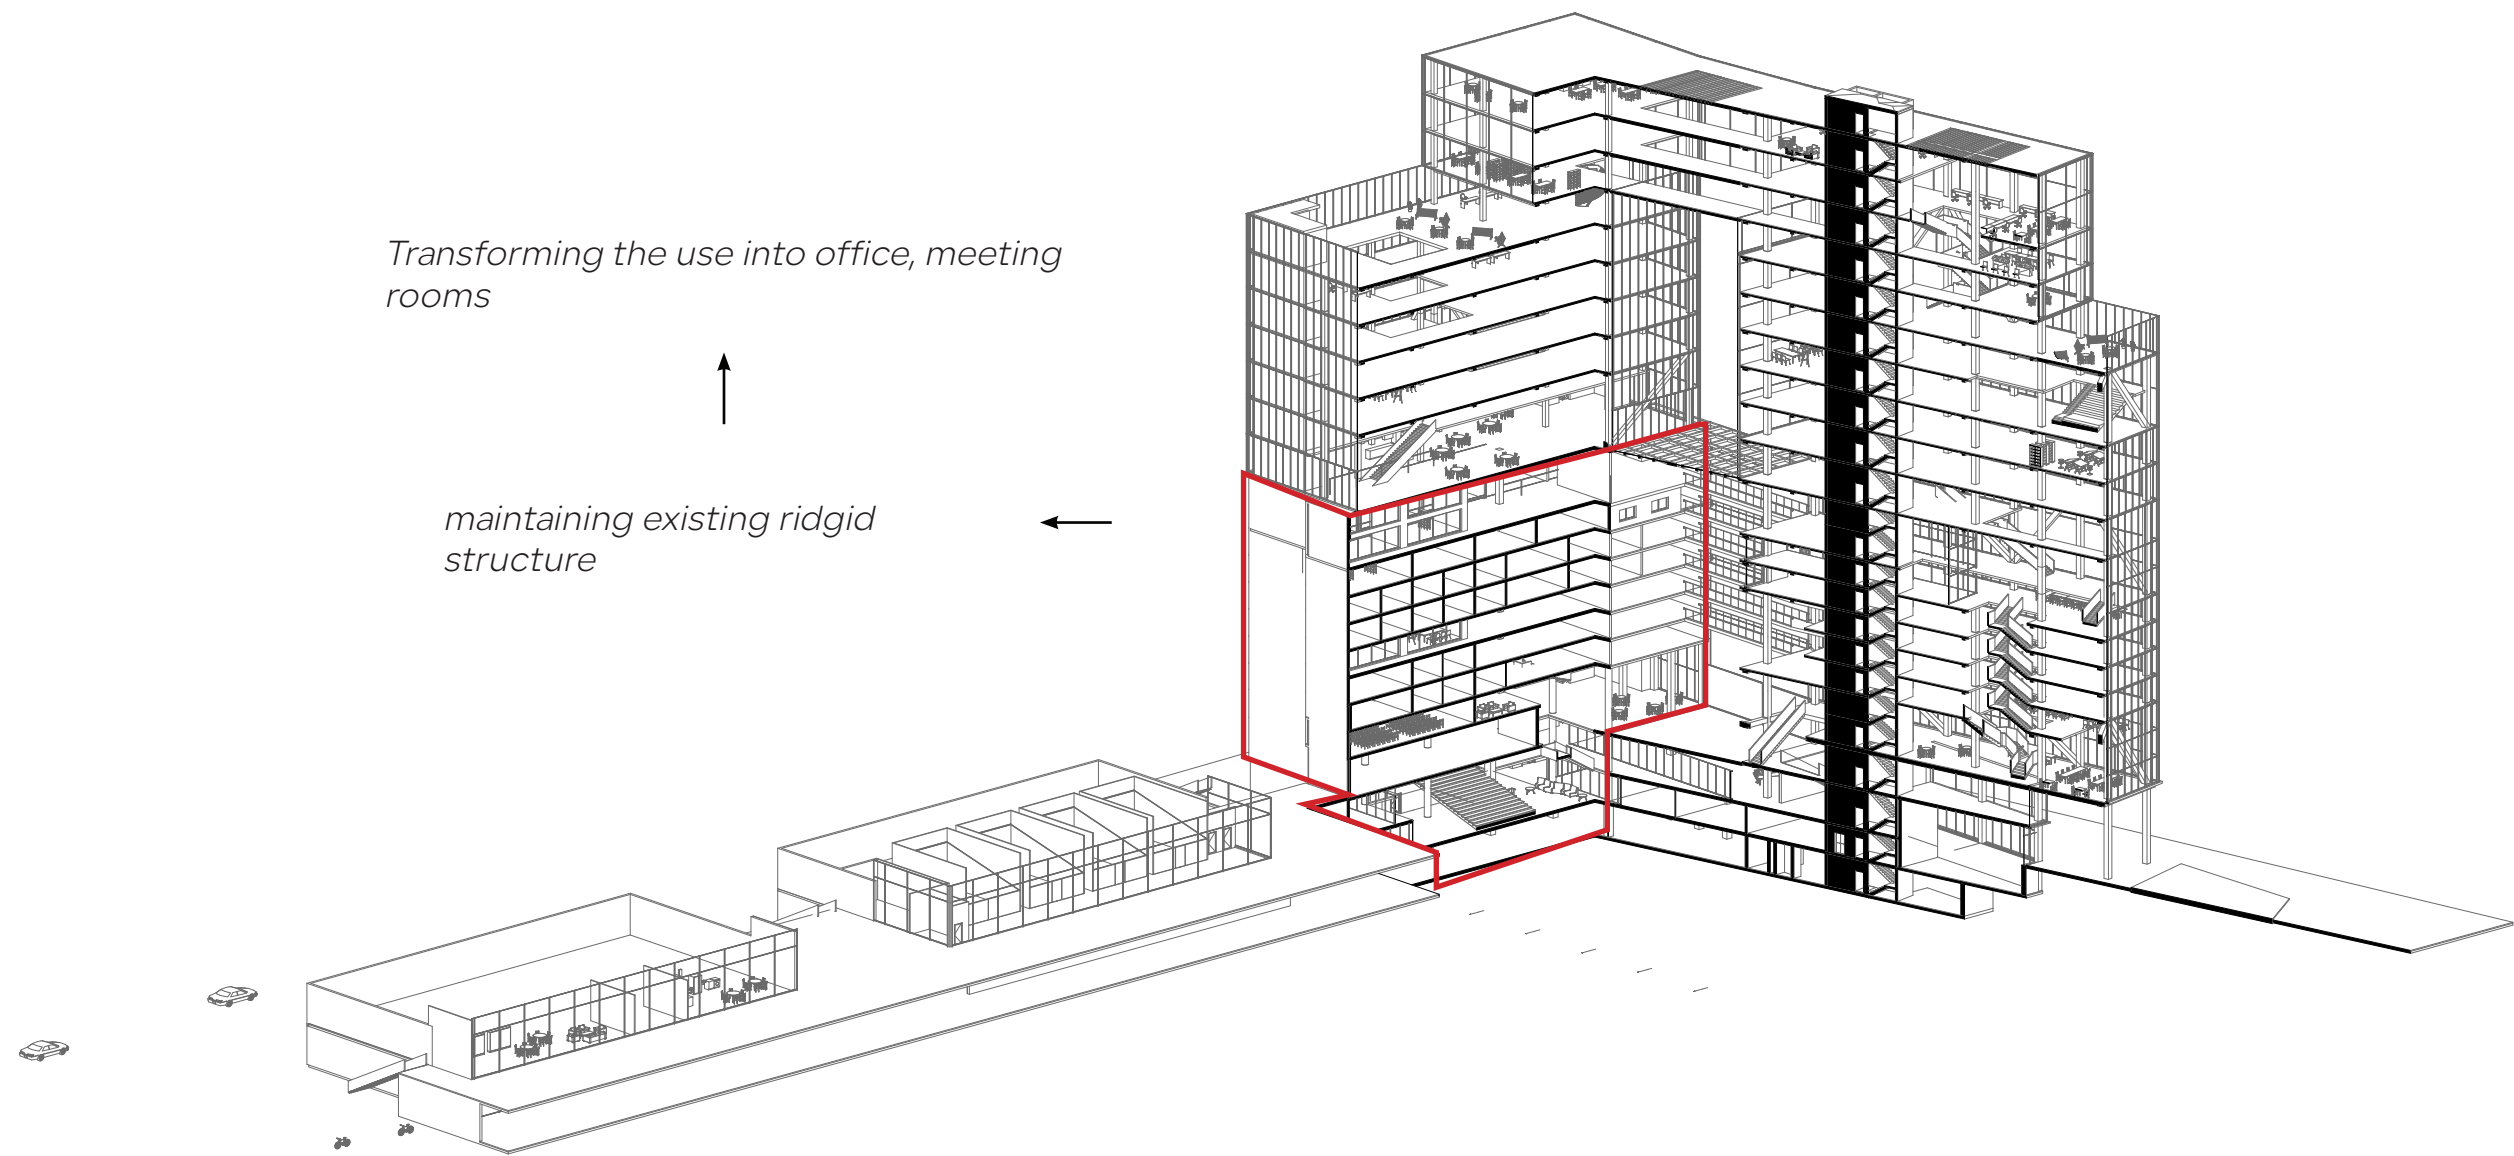 Transforming the use into office, meeting
rooms
maintaining existing ridgid
structure